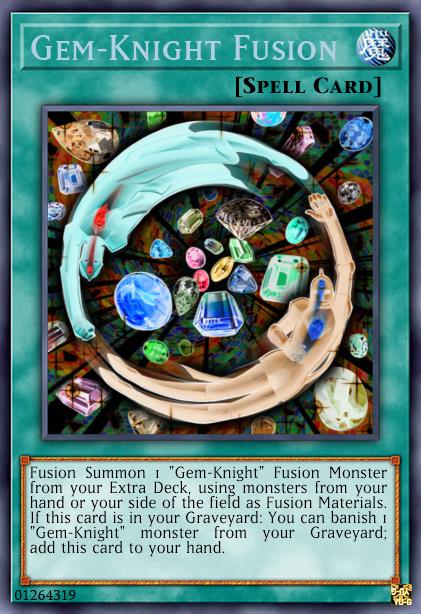 Gem-Knight Fusion 魔
[Spell Card]
Fusion Summon 1 "Gem-Knight" Fusion Monster
from your Extra Deck, using monsters from your
hand or your side of the field as Fusion Materials.
If this card is in your Graveyard: You can banish 1
"Gem-Knight" monster from your Graveyard;
add this card to your hand.
01264319